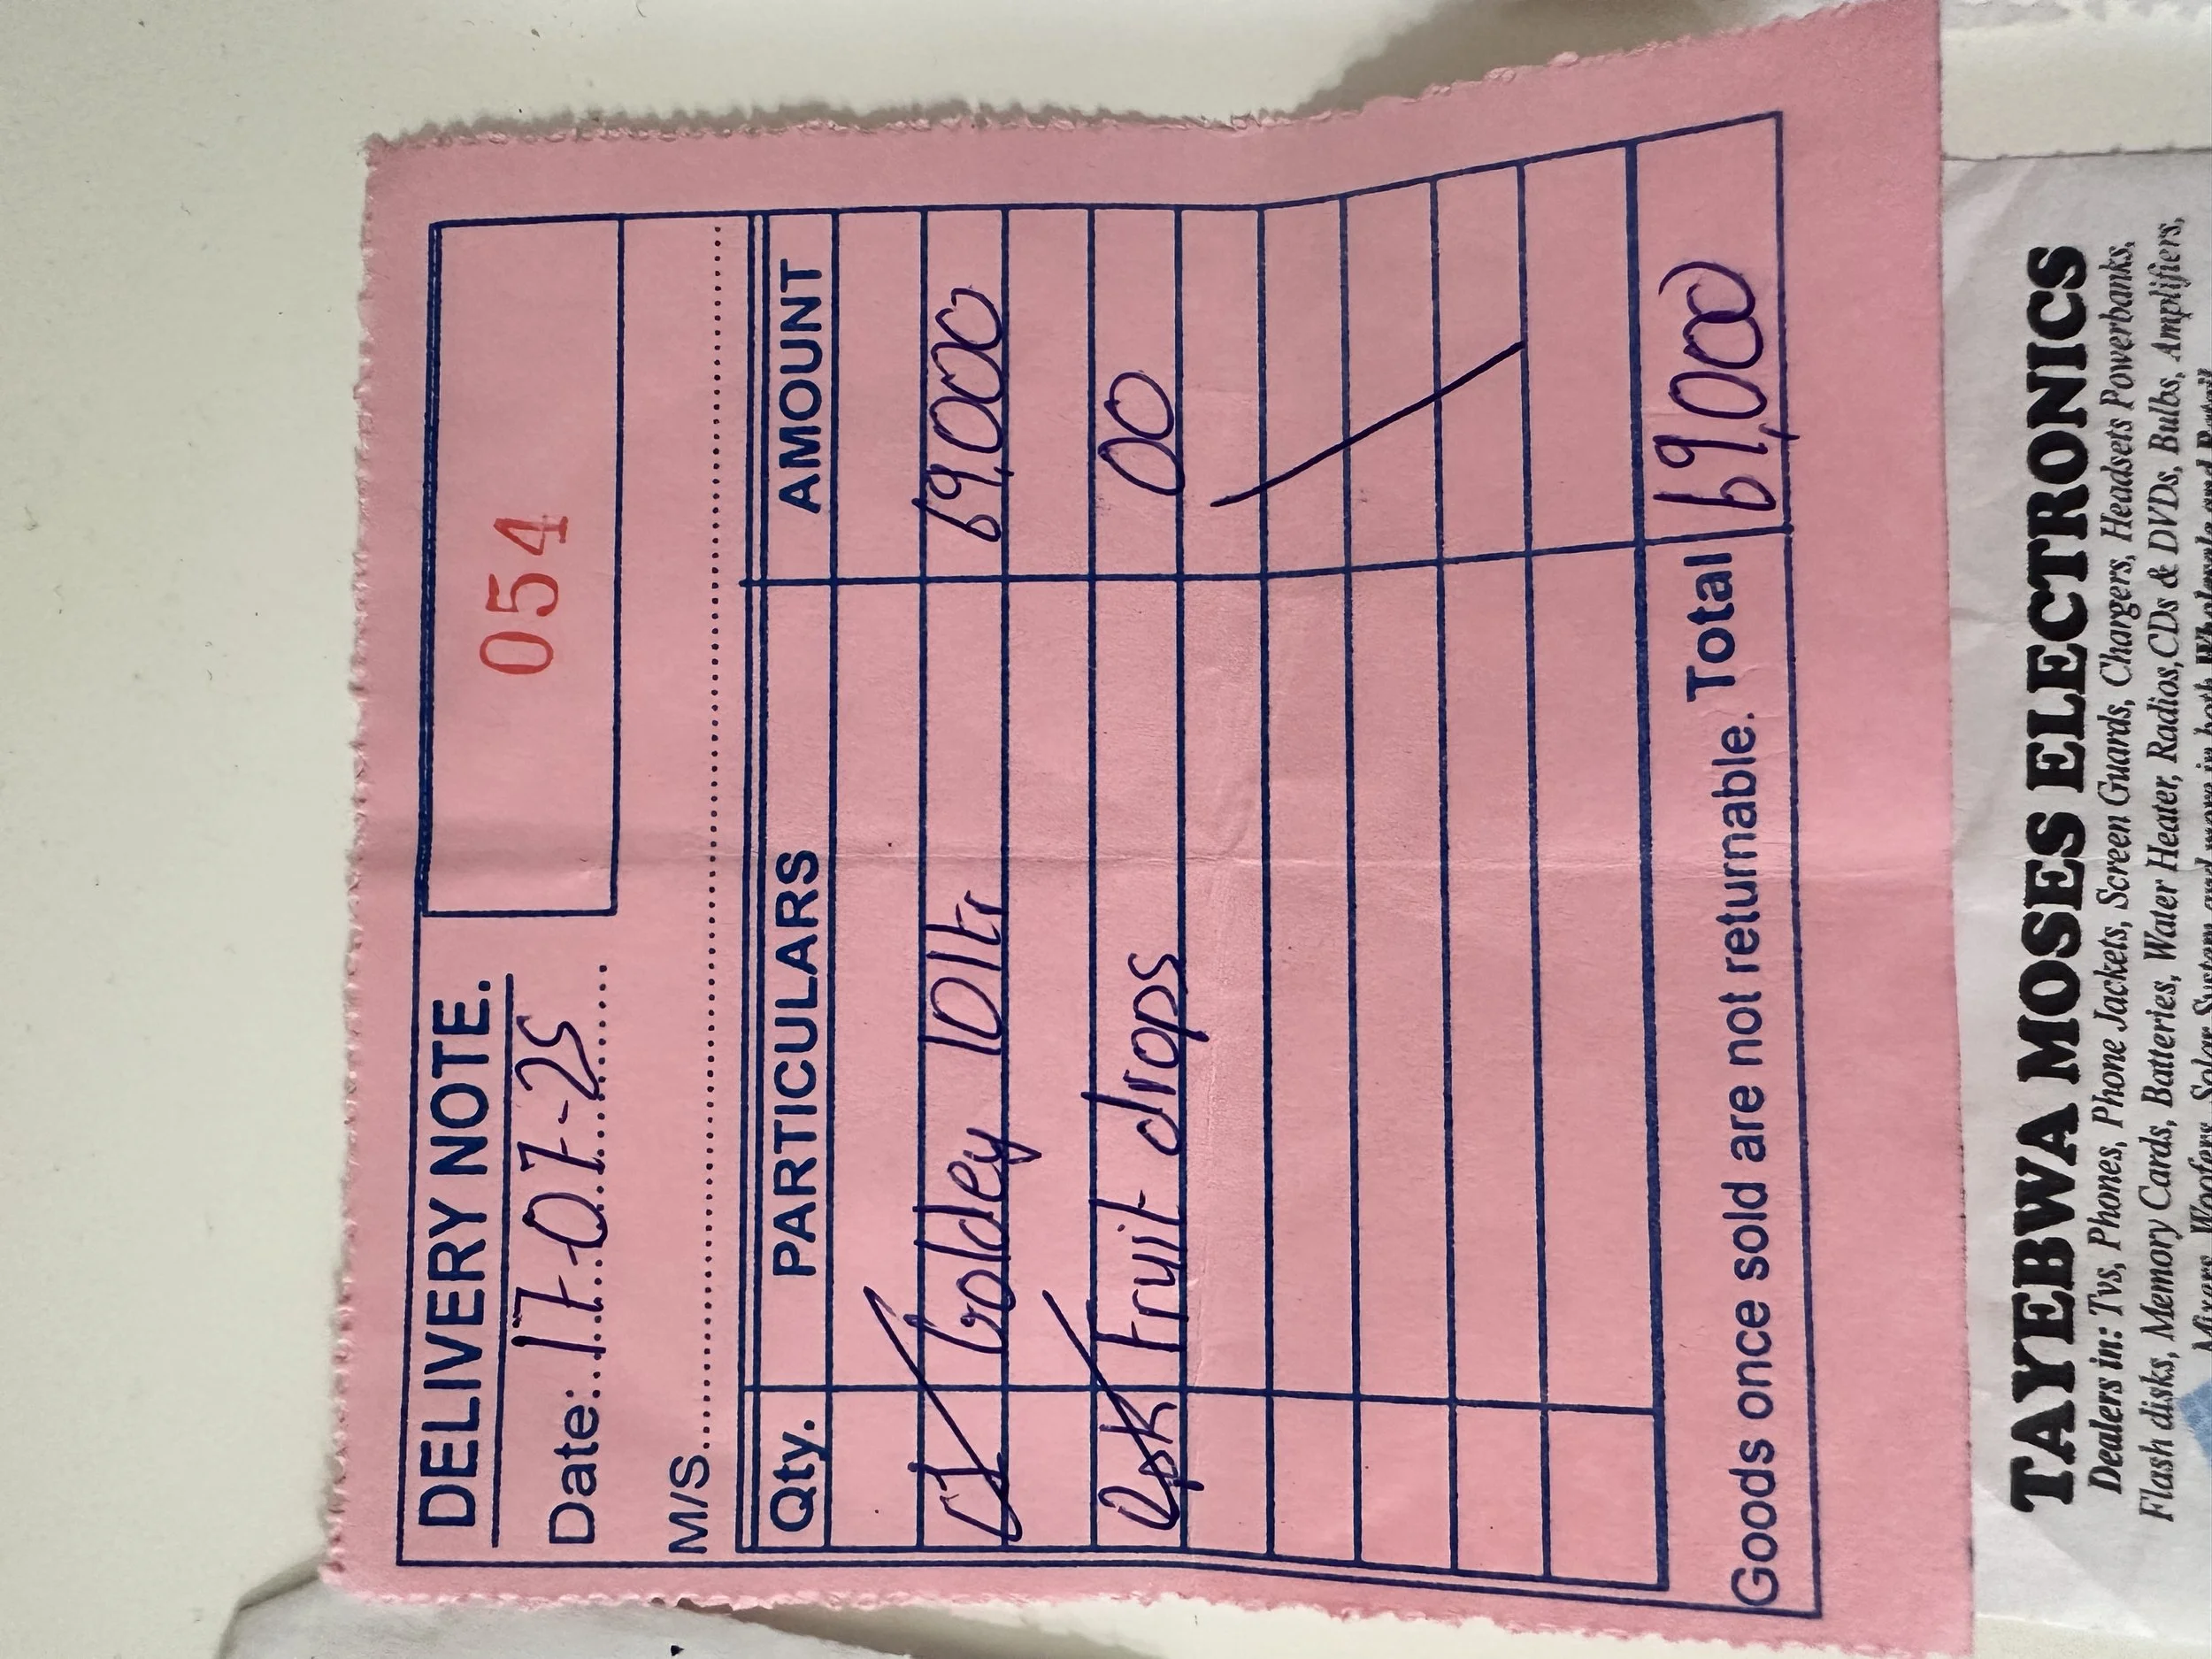 DELIVERY NOTE.
054
Date: 17-07-25
M/S
Qty. PARTICULARS AMOUNT
Goldey 10ltr 69,000
Fruit drops 00
Goods once sold are not returnable. Total 69,000
TAYEBWA MOSES ELECTRONICS
Dealers in: Tvs, Phones, Phone Jackets, Screen Guards, Chargers, Headsets Powerbanks,
Flash disks, Memory Cards, Batteries, Water Heater, Radios,CDs & DVDs, Bulbs, Amplifiers,